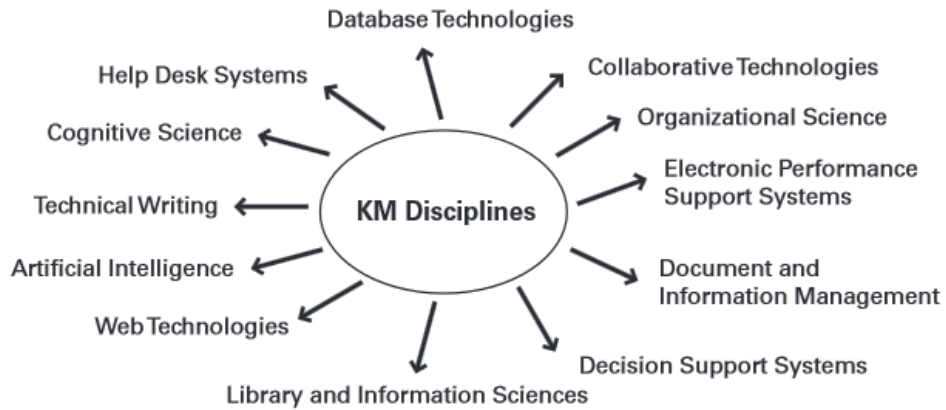 Database Technologies
Help Desk Systems
Collaborative Technologies
Organizational Science
Cognitive Science
Electronic Performance
Support Systems
Technical Writing
KM Disciplines
Artificial Intelligence
Document and
Information Management
Web Technologies
Decision Support Systems
Library and Information Sciences